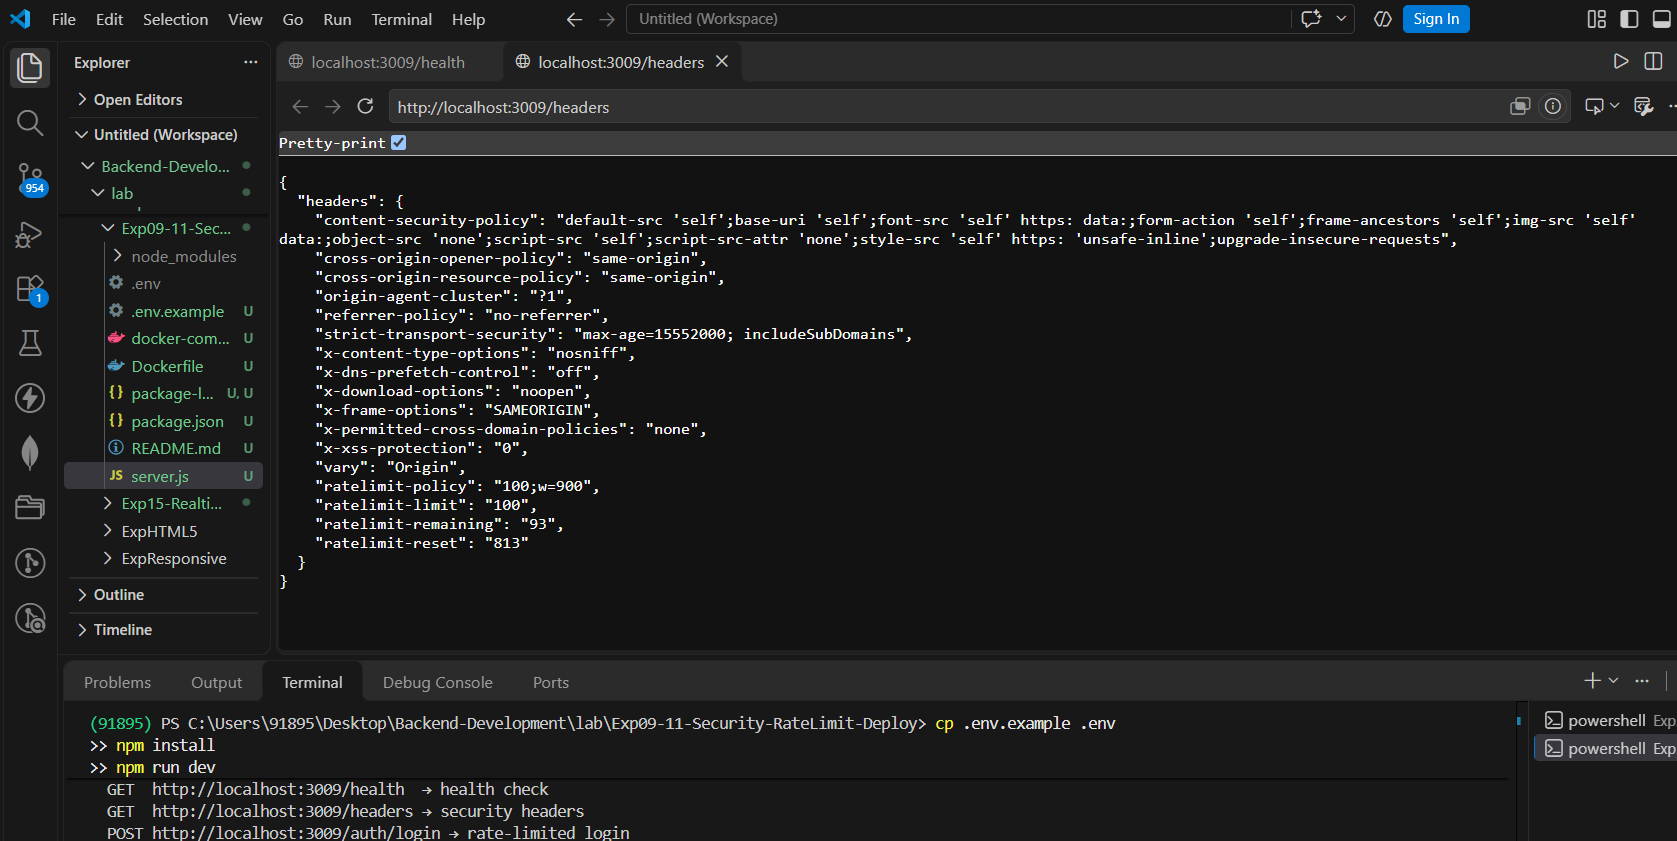 File Edit Selection View Go Run Terminal Help
Untitled (Workspace)
Sign In
Explorer
Open Editors
Untitled (Workspace)
Backend-Develo...
lab
Exp09-11-Sec...
node_modules
.env
.env.example U
docker-com... U
Dockerfile U
package-l... U, U
package.json U
README.md U
JS server.js U
Exp15-Realti...
ExpHTML5
ExpResponsive
Outline
Timeline
954
1
localhost:3009/health
localhost:3009/headers
http://localhost:3009/headers
Pretty-print
{
"headers": {
"content-security-policy": "default-src 'self';base-uri 'self';font-src 'self' https: data:;form-action 'self';frame-ancestors 'self';img-src 'self'
data:;object-src 'none';script-src 'self';script-src-attr 'none';style-src 'self' https: 'unsafe-inline';upgrade-insecure-requests",
"cross-origin-opener-policy": "same-origin",
"cross-origin-resource-policy": "same-origin",
"origin-agent-cluster": "?1",
"referrer-policy": "no-referrer",
"strict-transport-security": "max-age=15552000; includeSubDomains",
"x-content-type-options": "nosniff",
"x-dns-prefetch-control": "off",
"x-download-options": "noopen",
"x-frame-options": "SAMEORIGIN",
"x-permitted-cross-domain-policies": "none",
"x-xss-protection": "0",
"vary": "Origin",
"ratelimit-policy": "100;w=900",
"ratelimit-limit": "100",
"ratelimit-remaining": "93",
"ratelimit-reset": "813"
}
}
Problems Output Terminal Debug Console Ports
(91895) PS C:\Users\91895\Desktop\Backend-Development\lab\Exp09-11-Security-RateLimit-Deploy> cp .env.example .env
>> npm install
>> npm run dev
GET http://localhost:3009/health → health check
GET http://localhost:3009/headers → security headers
POST http://localhost:3009/auth/login → rate-limited login
powershell Exp
powershell Exp